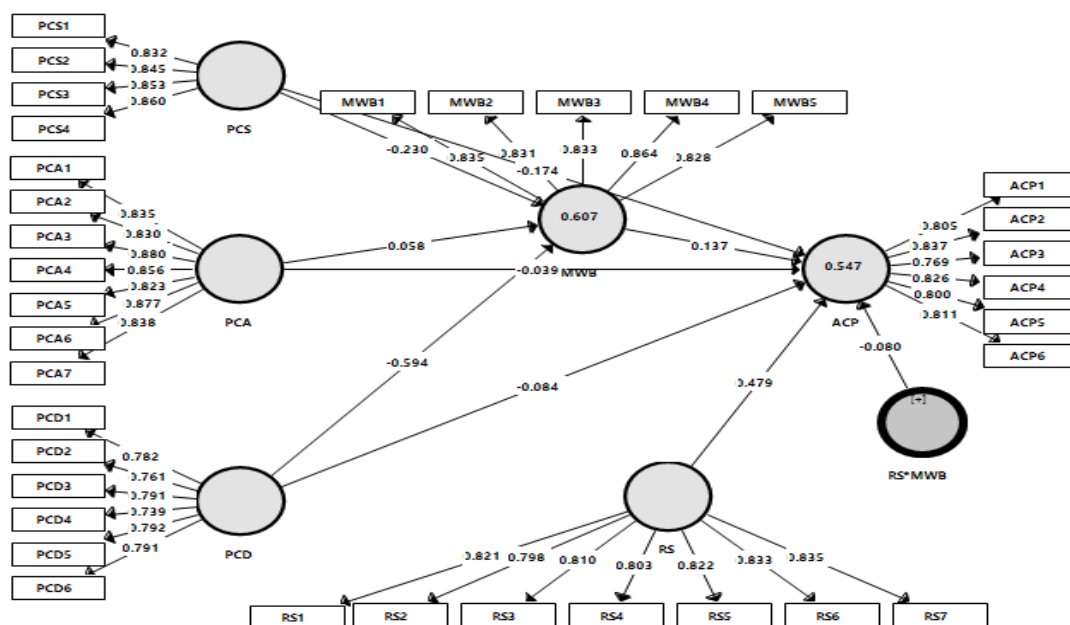 PCS1
PCS2
PCS3
PCS4
0.832
0.845
0.853
0.860
PCS
MWB1
MWB2
MWB3
MWB4
MWB5
-0.230
0.835
0.831
0.833
0.864
0.828
-0.174
PCA1
PCA2
PCA3
PCA4
PCA5
PCA6
PCA7
0.835
0.830
0.880
0.856
0.823
0.877
0.838
PCA
0.607
MWB
0.058
0.137
-0.039
ACP1
ACP2
ACP3
ACP4
ACP5
ACP6
0.805
0.837
0.769
0.826
0.800
0.811
0.547
ACP
-0.080
[+]
RS*MWB
-0.594
-0.084
0.479
PCD1
PCD2
PCD3
PCD4
PCD5
PCD6
0.782
0.761
0.791
0.739
0.792
0.791
PCD
RS
0.821
0.798
0.810
0.803
0.822
0.833
0.835
RS1
RS2
RS3
RS4
RS5
RS6
RS7